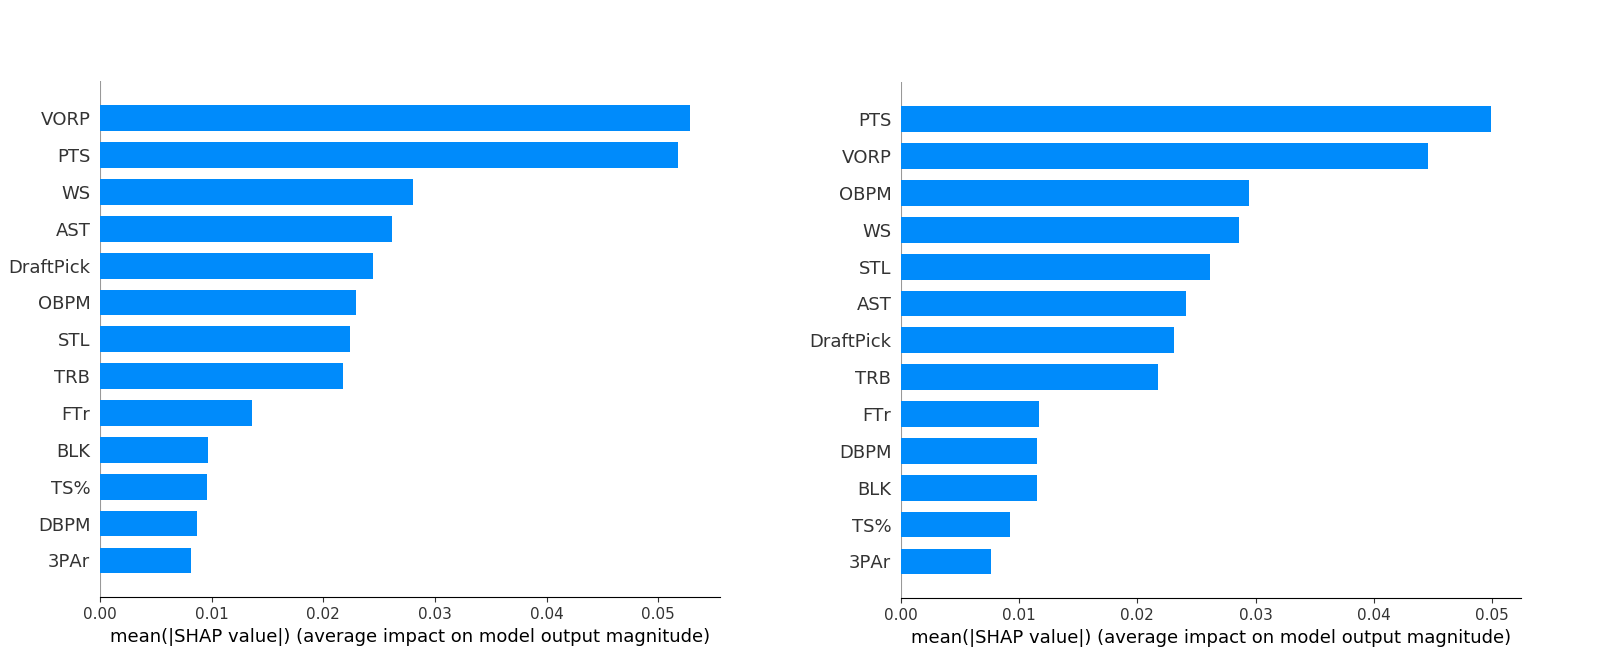 VORP
PTS
WS
AST
DraftPick
OBPM
STL
TRB
FTr
BLK
TS%
DBPM
3PAr
0.00 0.01 0.02 0.03 0.04 0.05
mean(|SHAP value|) (average impact on model output magnitude)
PTS
VORP
OBPM
WS
STL
AST
DraftPick
TRB
FTr
DBPM
BLK
TS%
3PAr
0.00 0.01 0.02 0.03 0.04 0.05
mean(|SHAP value|) (average impact on model output magnitude)